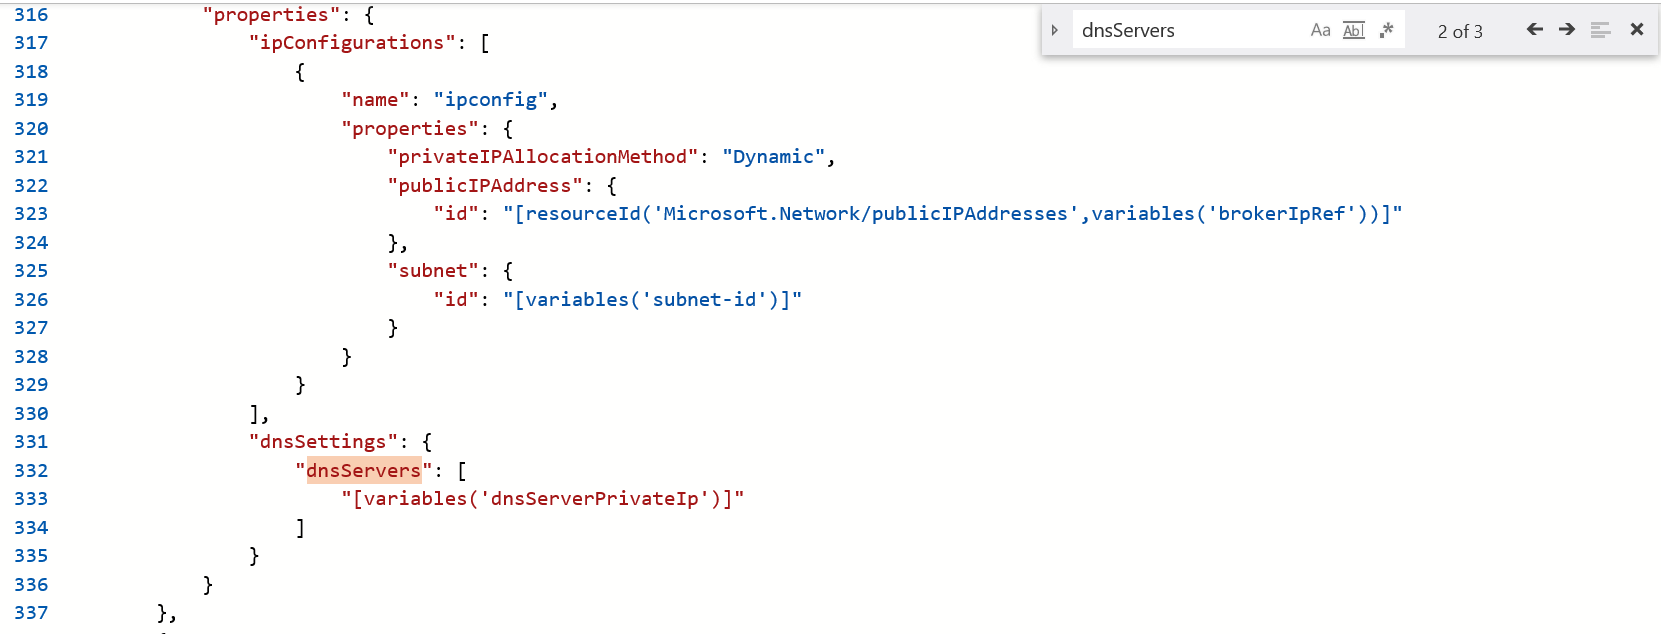 316 "properties": {
317 "ipConfigurations": [
318 {
319 "name": "ipconfig",
320 "properties": {
321 "privateIPAllocationMethod": "Dynamic",
322 "publicIPAddress": {
323 "id": "[resourceId('Microsoft.Network/publicIPAddresses',variables('brokerIpRef'))]"
324 },
325 "subnet": {
326 "id": "[variables('subnet-id')]"
327 }
328 }
329 }
330 ],
331 "dnsSettings": {
332 "dnsServers": [
333 "[variables('dnsServerPrivateIp')]"
334 ]
335 }
336 }
337 },
dnsServers Aa Abl .* 2 of 3